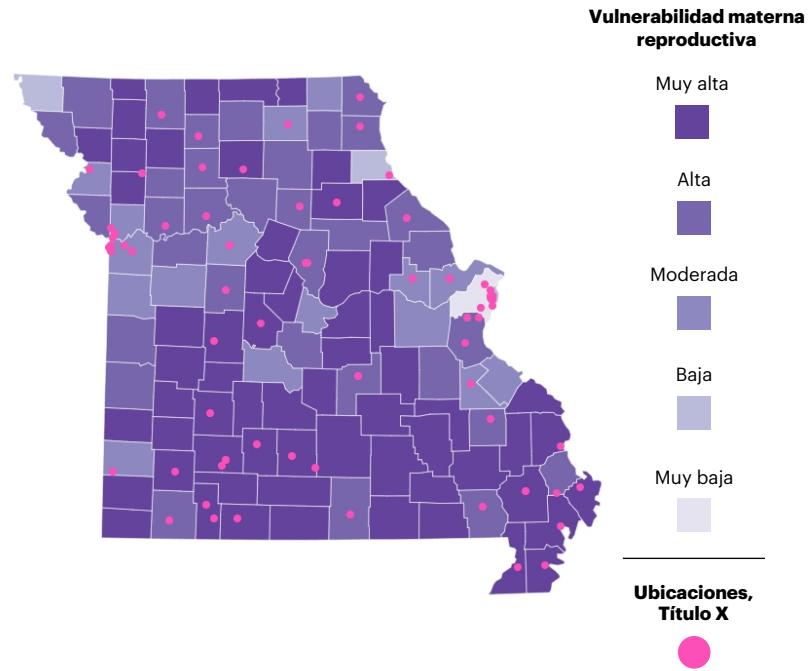 Vulnerabilidad materna
reproductiva
Muy alta
Alta
Moderada
Baja
Muy baja
Ubicaciones,
Título X